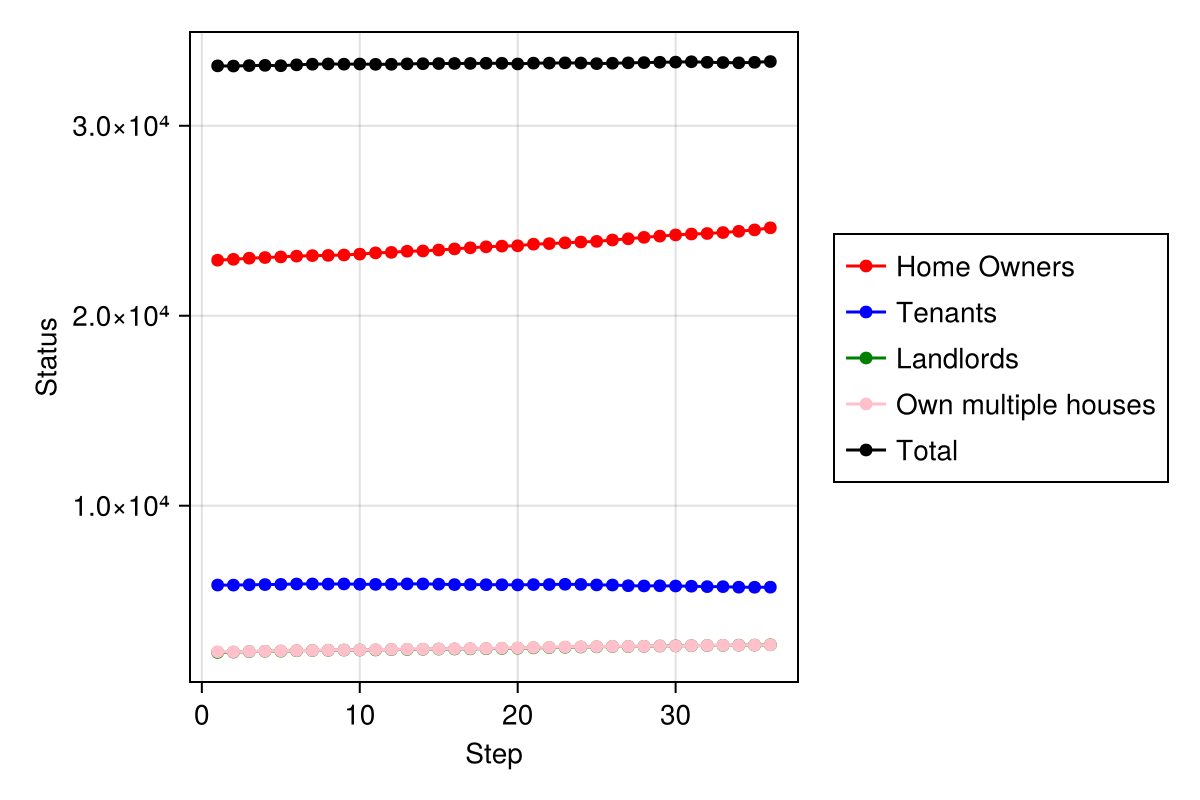 3.0×10⁴
2.0×10⁴
1.0×10⁴
Status
0 10 20 30
Step
Home Owners
Tenants
Landlords
Own multiple houses
Total